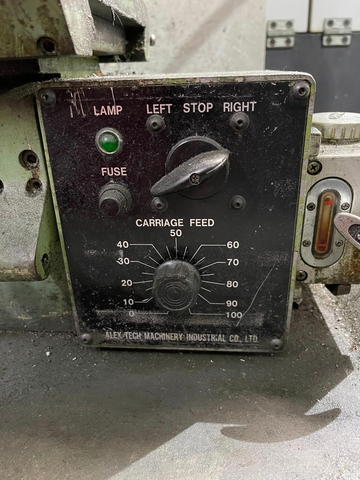 LAMP LEFT STOP RIGHT
FUSE
CARRIAGE FEED
50
40 60
30 70
20 80
10 90
0 100
ALEX-TECH MACHINERY INDUSTRIAL CO., LTD.